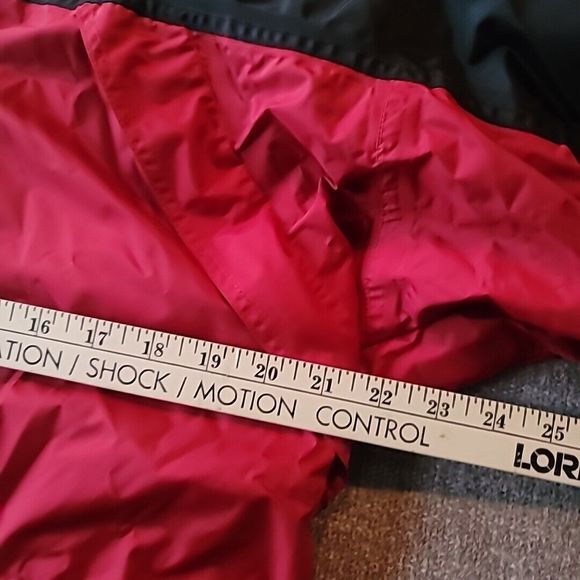 16 17 18 19 20 21 22 23 24 25
ATION / SHOCK / MOTION CONTROL
LOR